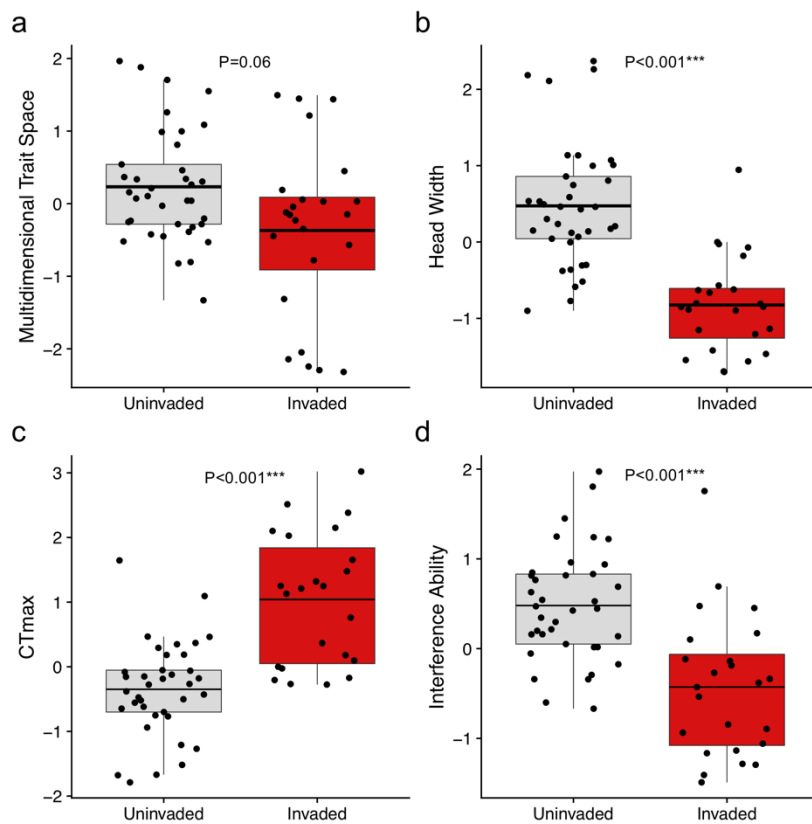 a
P=0.06
Multidimensional Trait Space
2
1
0
−1
−2
Uninvaded
Invaded
b
P<0.001***
Head Width
2
1
0
−1
Uninvaded
Invaded
c
P<0.001***
CTmax
3
2
1
0
−1
−2
Uninvaded
Invaded
d
P<0.001***
Interference Ability
2
1
0
−1
Uninvaded
Invaded